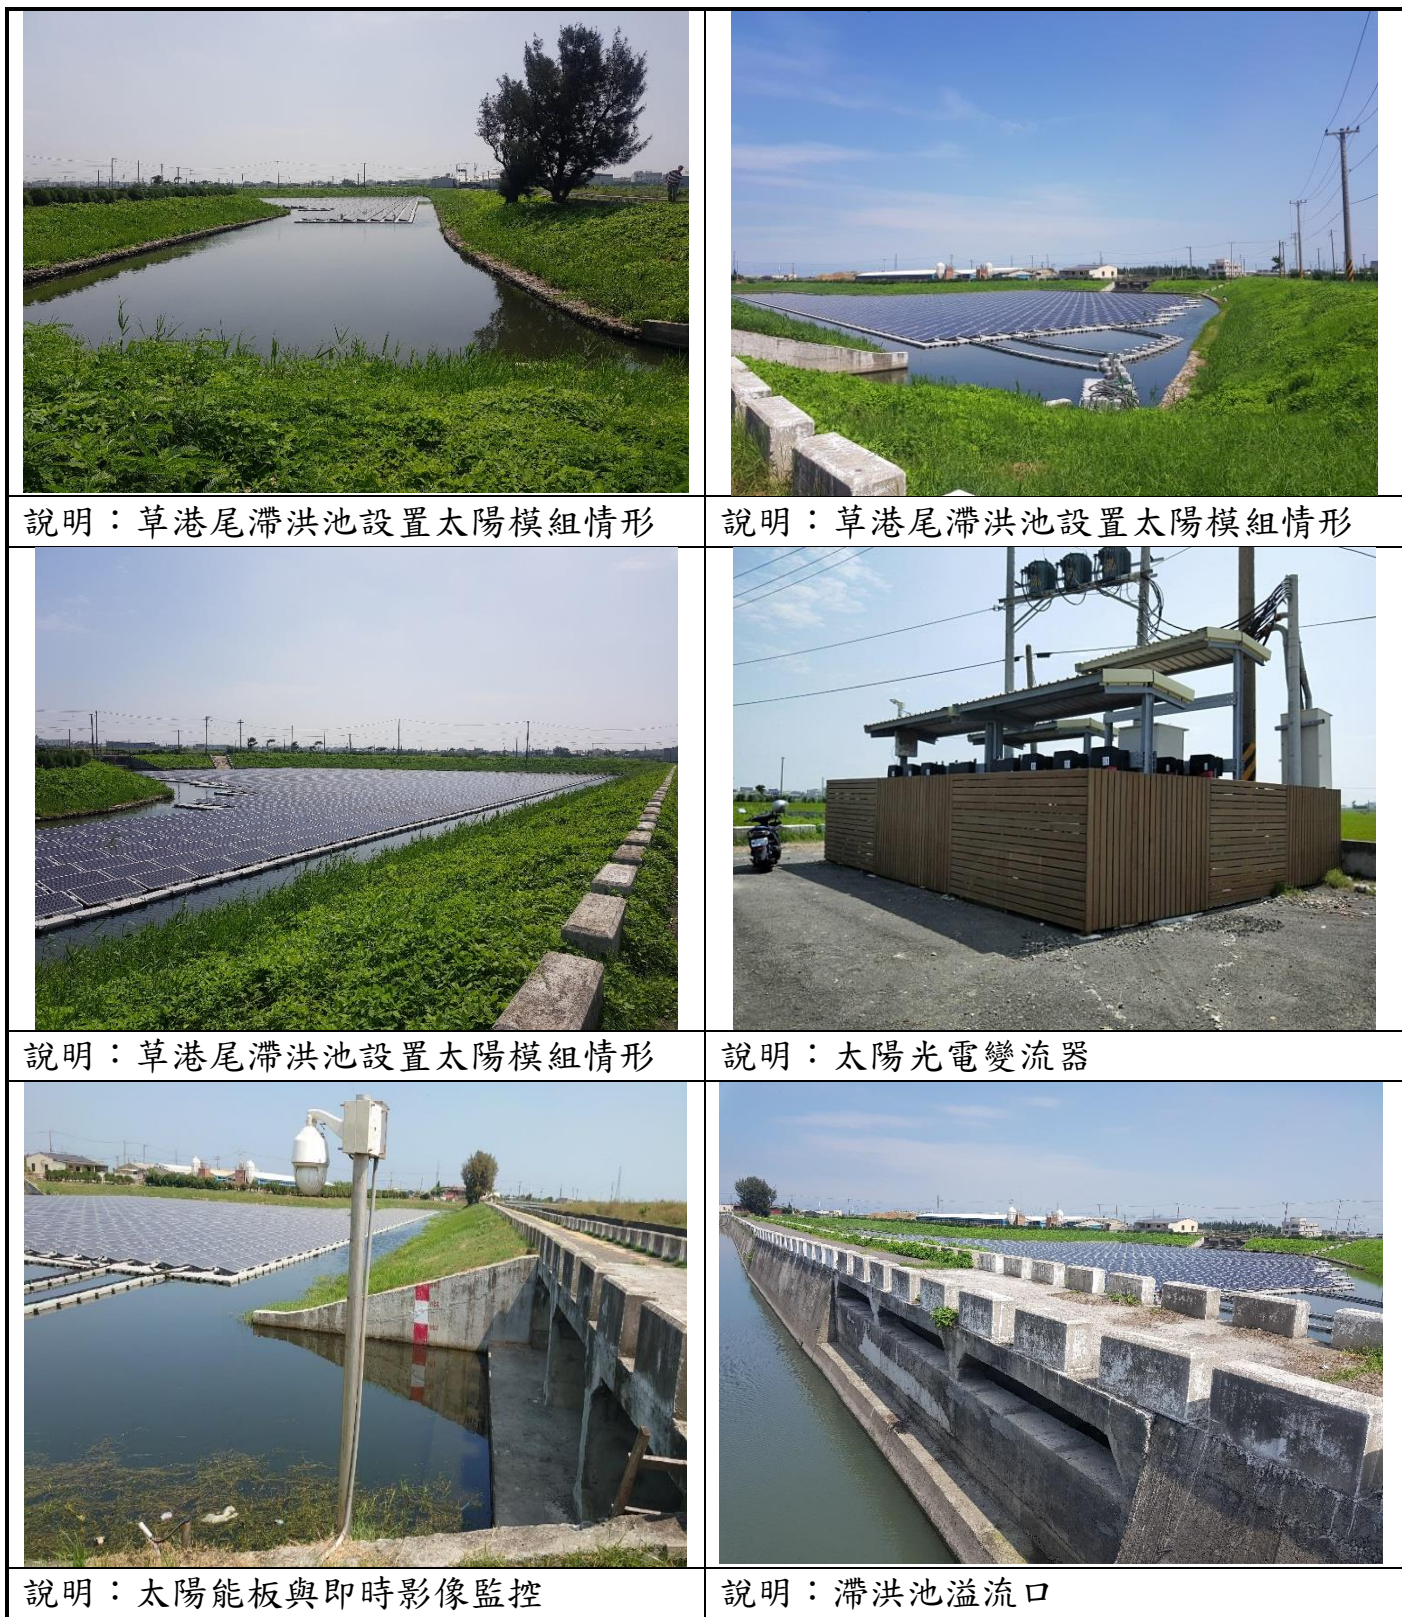 說明：草港尾滯洪池設置太陽模組情形
說明：草港尾滯洪池設置太陽模組情形
說明：草港尾滯洪池設置太陽模組情形
說明：太陽光電變流器
說明：太陽能板與即時影像監控
說明：滯洪池溢流口